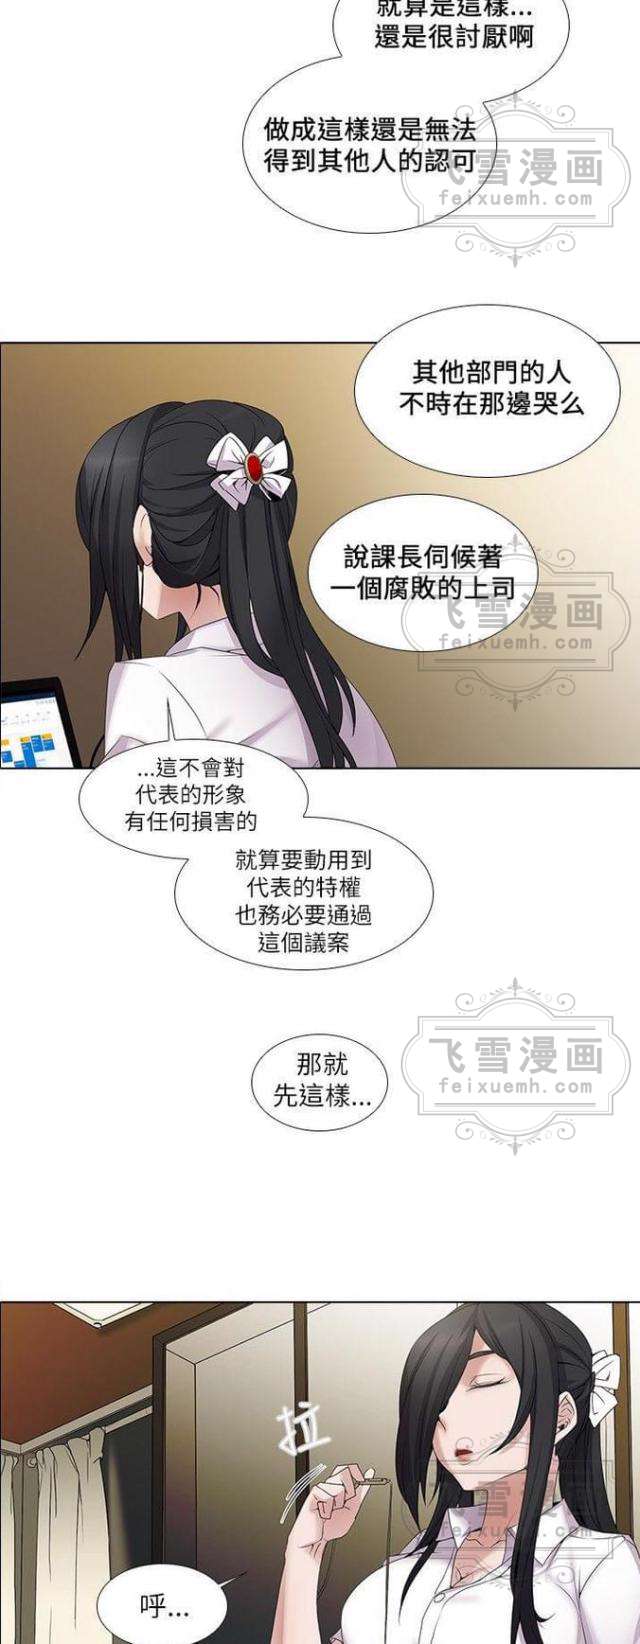 就算是這樣...
還是很討厭啊
做成這樣還是無法
得到其他人的認可
飞雪漫画
feixuemh.com
其他部門的人
不時在那邊哭么
說課長伺候著
一個腐敗的上司
飞雪漫画
feixuemh.com
...這不會對
代表的形象
有任何損害的
就算要動用到
代表的特權
也務必要通過
這個議案
飞雪漫画
feixuemh.com
那就
先這樣...
拉
飞雪漫画
feixuemh.com
呼...